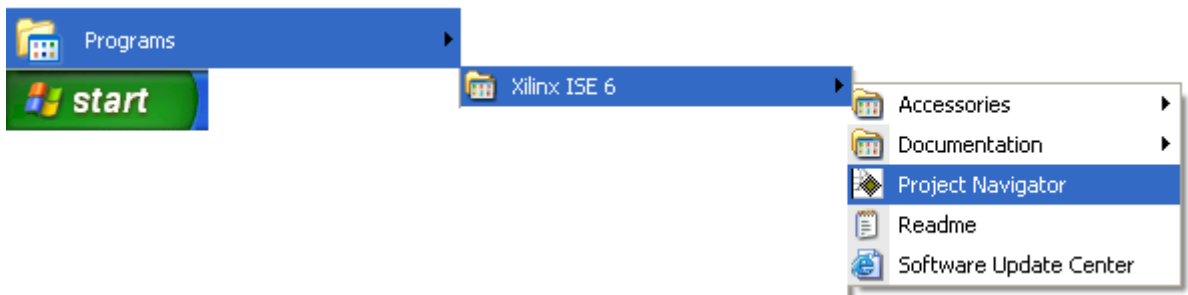 Programs
start
Xilinx ISE 6
Accessories
Documentation
Project Navigator
Readme
Software Update Center